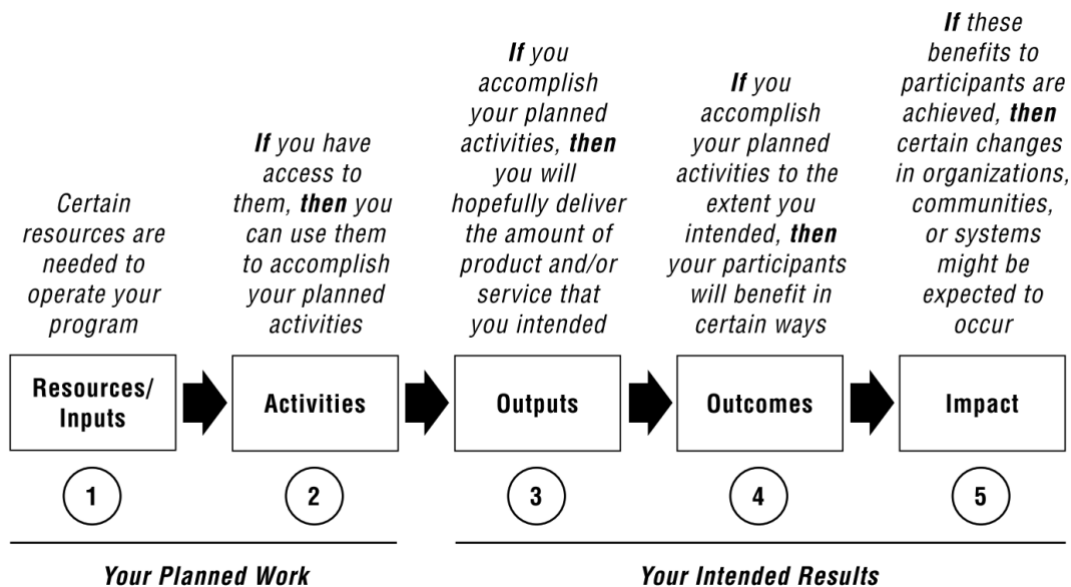 Certain
resources are
needed to
operate your
program
If you have
access to
them, then you
can use them
to accomplish
your planned
activities
If you
accomplish
your planned
activities, then
you will
hopefully deliver
the amount of
product and/or
service that
you intended
If you
accomplish
your planned
activities to the
extent you
intended, then
your participants
will benefit in
certain ways
If these
benefits to
participants are
achieved, then
certain changes
in organizations,
communities,
or systems
might be
expected to
occur
Resources/
Inputs
Activities
Outputs
Outcomes
Impact
1
2
3
4
5
Your Planned Work
Your Intended Results